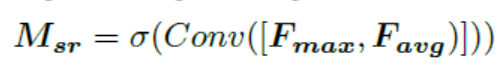 M_{sr} = σ(Conv([F_{max}, F_{avg})]))